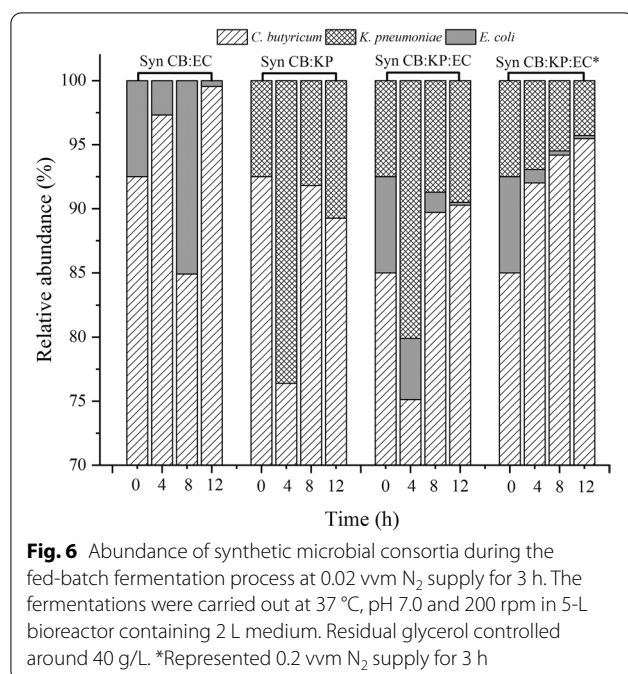 C. butyricum K. pneumoniae E. coli
Syn CB:EC Syn CB:KP Syn CB:KP:EC Syn CB:KP:EC*
100
95
90
85
80
75
70
Relative abundance (%)
0 4 8 12 0 4 8 12 0 4 8 12 0 4 8 12
Time (h)
Fig. 6 Abundance of synthetic microbial consortia during the
fed-batch fermentation process at 0.02 vvm N₂ supply for 3 h. The
fermentations were carried out at 37 °C, pH 7.0 and 200 rpm in 5-L
bioreactor containing 2 L medium. Residual glycerol controlled
around 40 g/L. *Represented 0.2 vvm N₂ supply for 3 h